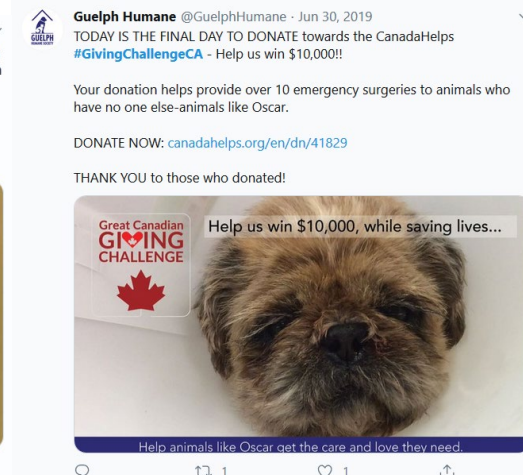 Guelph Humane @GuelphHumane · Jun 30, 2019
TODAY IS THE FINAL DAY TO DONATE towards the CanadaHelps
#GivingChallengeCA - Help us win $10,000!!
Your donation helps provide over 10 emergency surgeries to animals who
have no one else-animals like Oscar.
DONATE NOW: canadahelps.org/en/dn/41829
THANK YOU to those who donated!
GUELPH
HUMANE SOCIETY
Great Canadian
GIVING
CHALLENGE
Help us win $10,000, while saving lives...
Help animals like Oscar get the care and love they need.
1
1